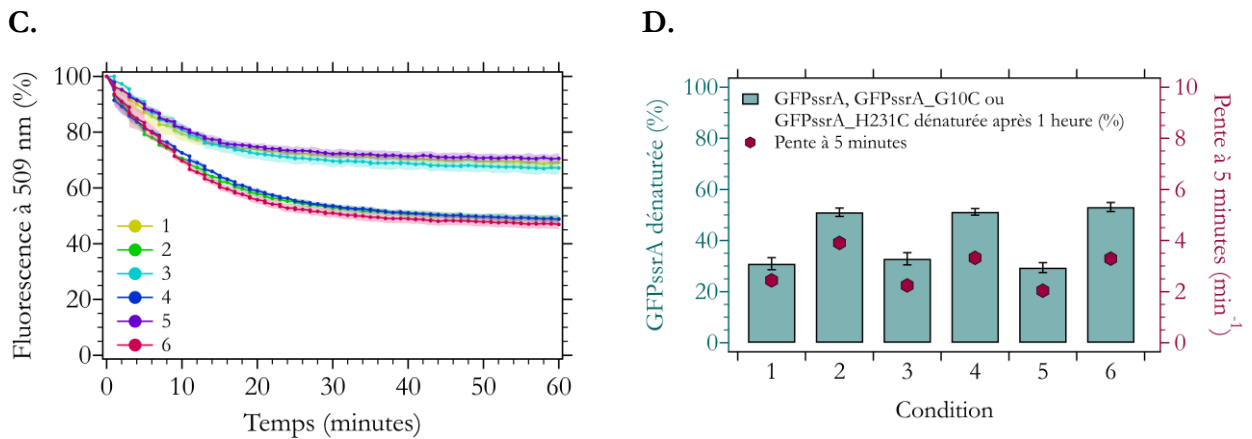 C.
Fluorescence à 509 nm (%)
100
80
60
40
20
0
1
2
3
4
5
6
0 10 20 30 40 50 60
Temps (minutes)
D.
GFPssrA dénaturée (%)
100
80
60
40
20
0
GFPssrA, GFPssrA_G10C ou
GFPssrA_H231C dénaturée après 1 heure (%)
Pente à 5 minutes
10
8
6
4
2
0
Pente à 5 minutes (min⁻¹)
1 2 3 4 5 6
Condition